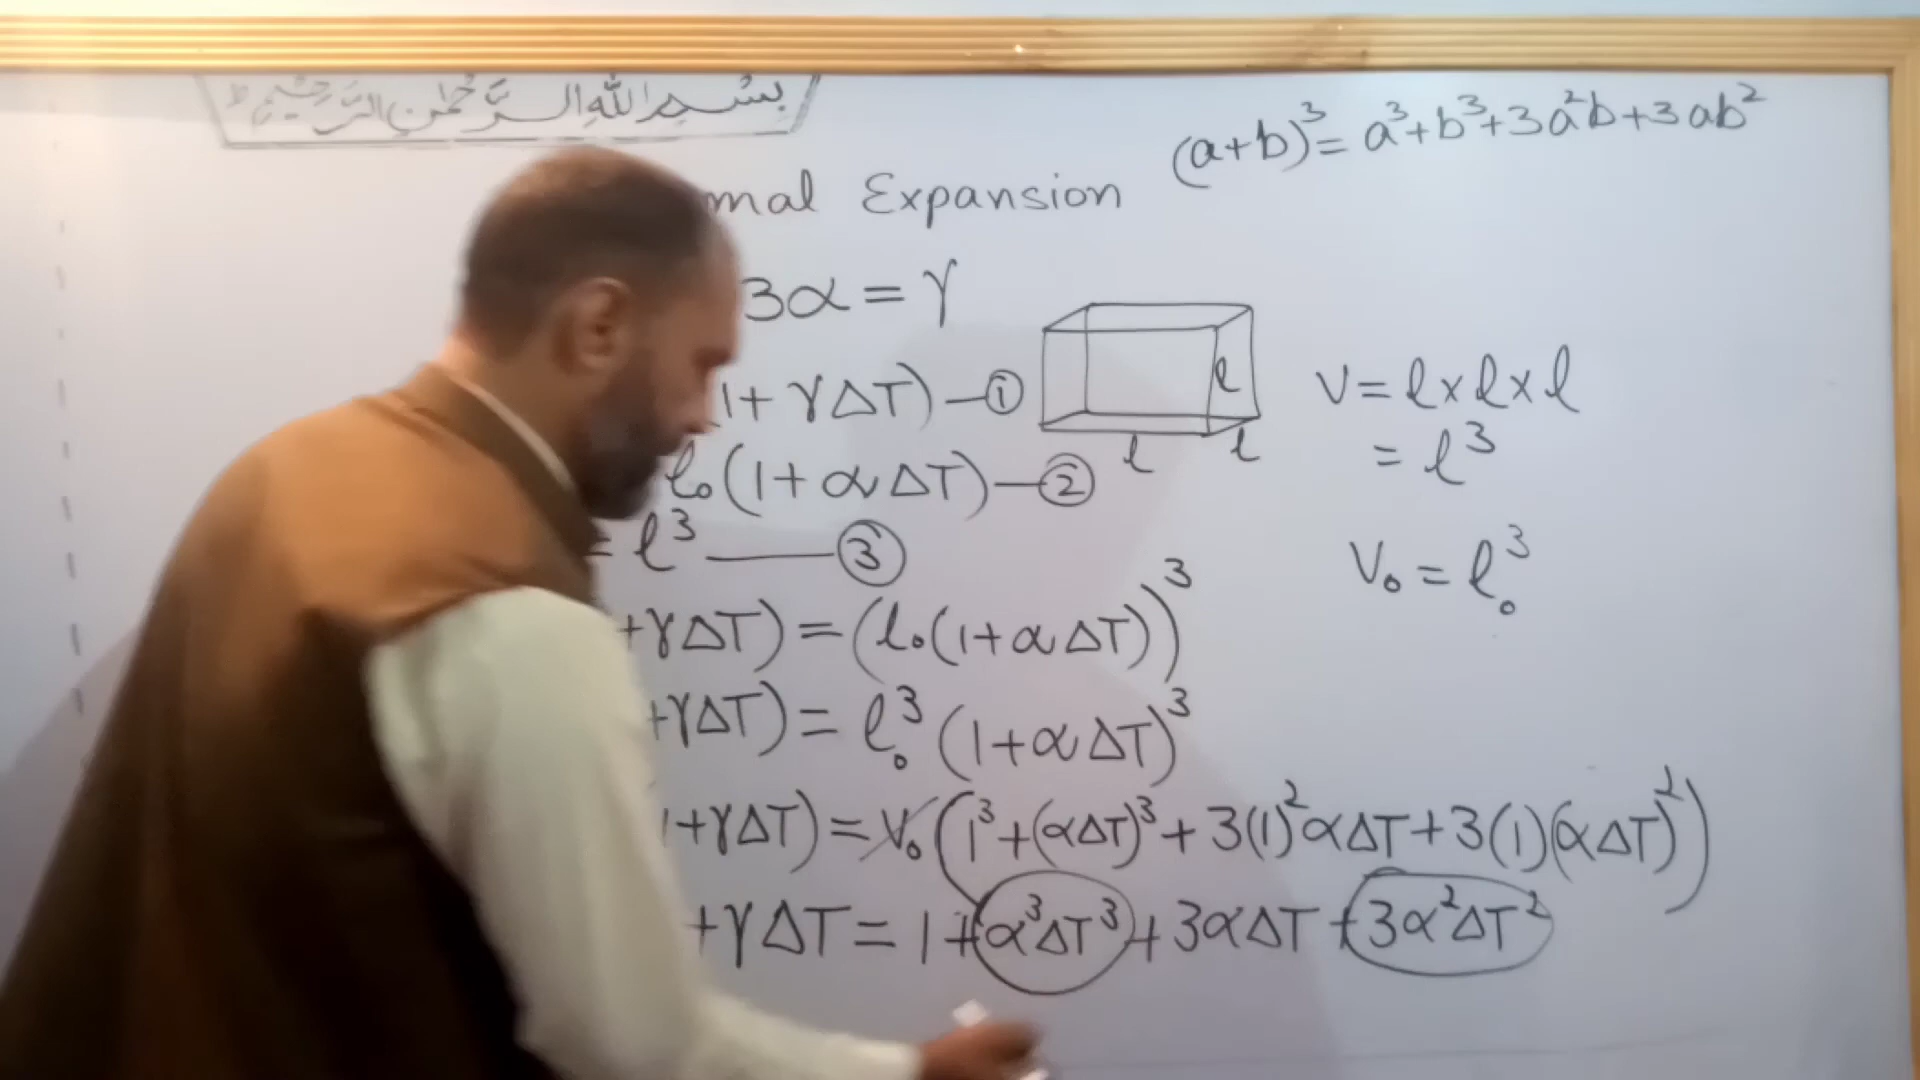 بسم الله الرحمن الرحيم
(a+b)³ = a³+b³+3a²b+3ab²
mal Expansion
3α = γ
1+ γΔT) — ①
l₀(1+ αΔT) — ②
= l³ — ③
l
l
l
V = l×l×l
= l³
V₀ = l₀³
+γΔT) = (l₀(1+αΔT))³
+γΔT) = l₀³ (1+αΔT)³
1+γΔT) = V₀ (1³+(αΔT)³+3(1)²αΔT+3(1)(αΔT)²)
+γΔT = 1+α³ΔT³+3αΔT+3α²ΔT²